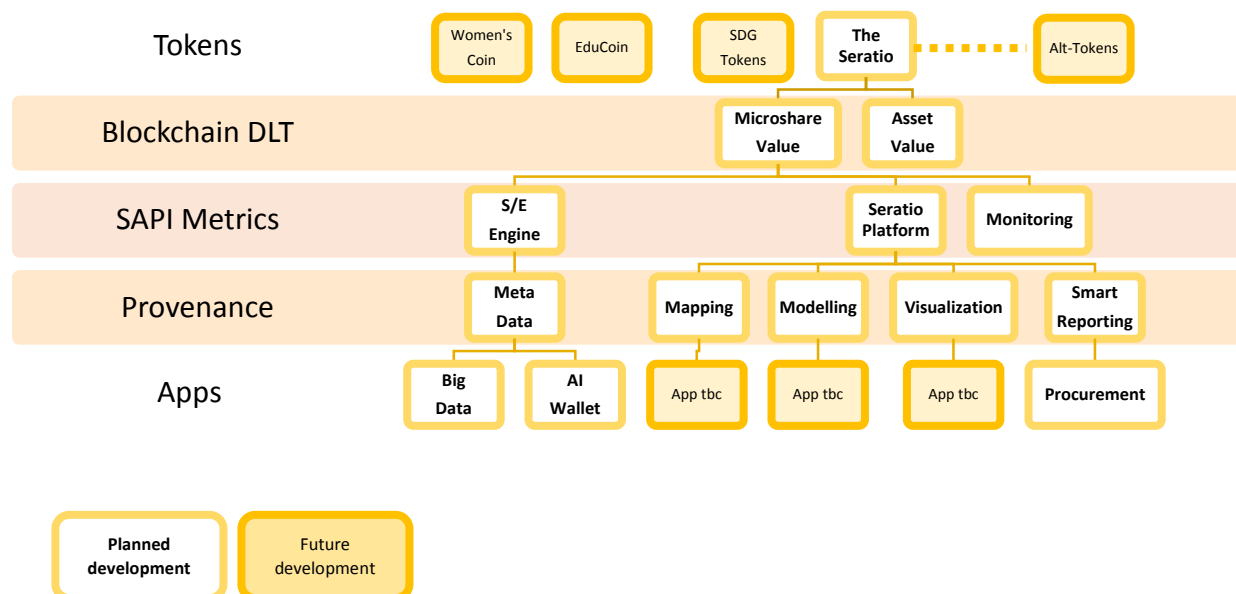 Tokens
Women's
Coin
EduCoin
SDG
Tokens
The
Seratio
Alt-Tokens
Blockchain DLT
Microshare
Value
Asset
Value
SAPI Metrics
S/E
Engine
Seratio
Platform
Monitoring
Provenance
Meta
Data
Mapping
Modelling
Visualization
Smart
Reporting
Apps
Big
Data
AI
Wallet
App tbc
App tbc
App tbc
Procurement
Planned
development
Future
development